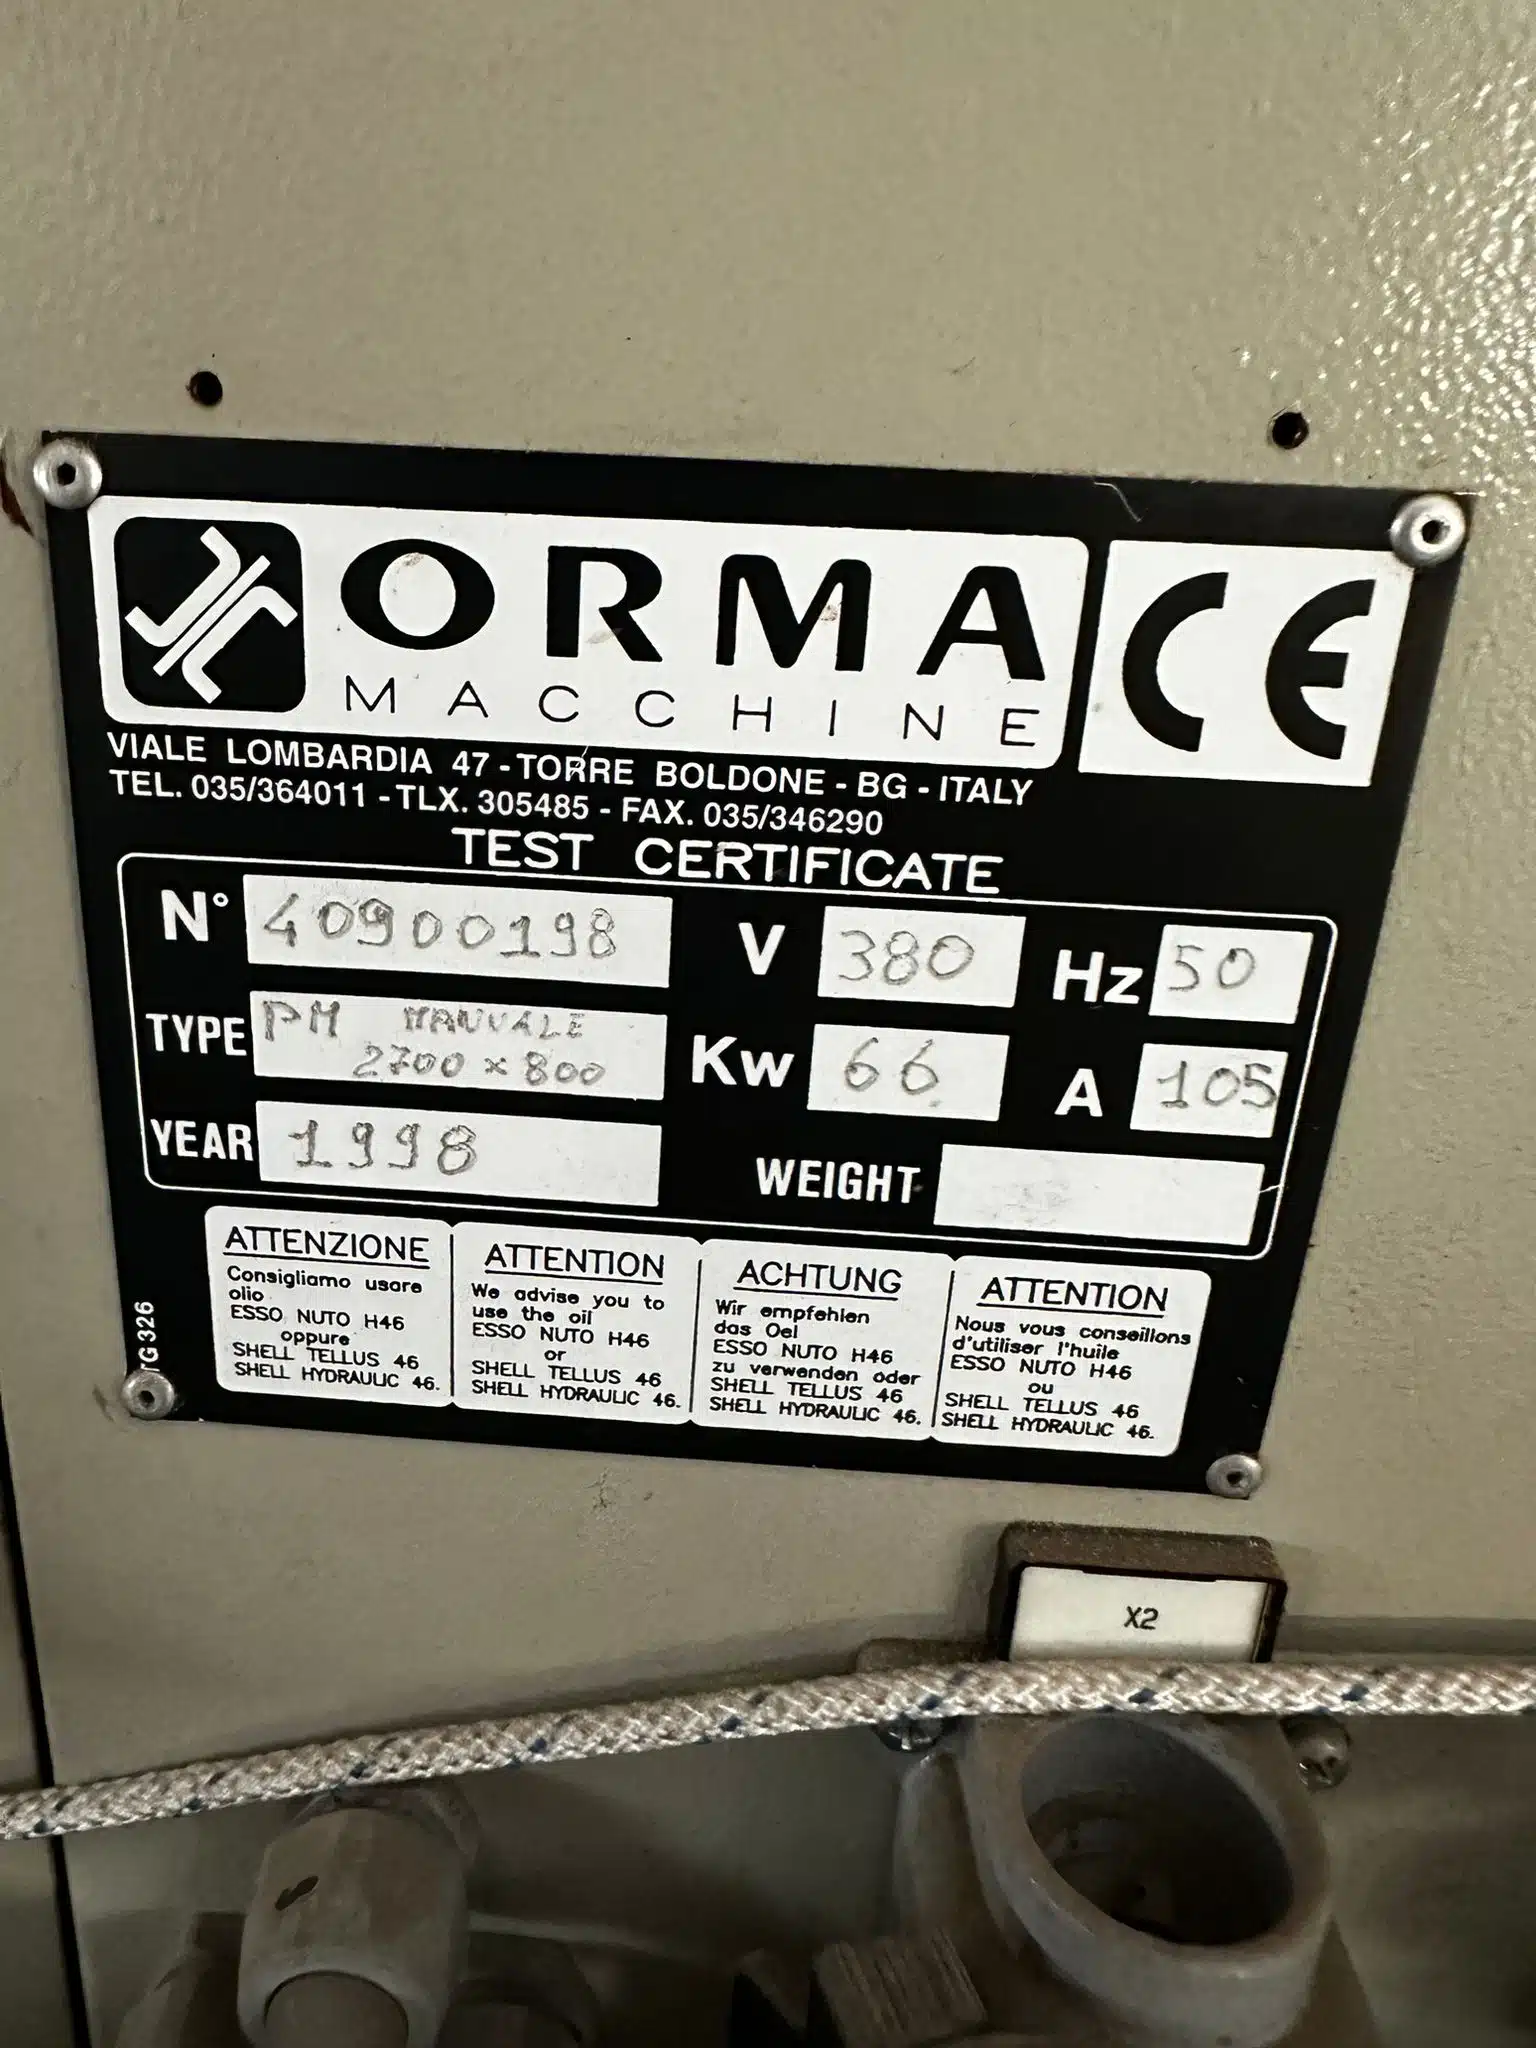 ORMA
MACCHINE
CE
VIALE LOMBARDIA 47 - TORRE BOLDONE - BG - ITALY
TEL. 035/364011 - TLX. 305485 - FAX. 035/346290
TEST CERTIFICATE
N° 40900198 V 380 Hz 50
TYPE PM MANUALE
2700 x 800
Kw 66 A 105
YEAR 1998 WEIGHT
ATTENZIONE
Consigliamo usare
olio
ESSO NUTO H46
oppure
SHELL TELLUS 46
SHELL HYDRAULIC 46.
ATTENTION
We advise you to
use the oil
ESSO NUTO H46
or
SHELL TELLUS 46
SHELL HYDRAULIC 46.
ACHTUNG
Wir empfehlen
das Oel
ESSO NUTO H46
zu verwenden oder
SHELL TELLUS 46
SHELL HYDRAULIC 46.
ATTENTION
Nous vous conseillons
d'utiliser l'huile
ESSO NUTO H46
ou
SHELL TELLUS 46
SHELL HYDRAULIC 46.
TG326
X2